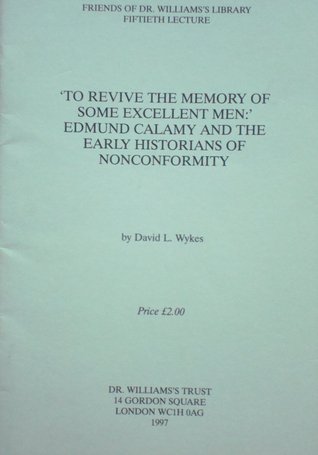 FRIENDS OF DR. WILLIAMS'S LIBRARY
FIFTIETH LECTURE
'TO REVIVE THE MEMORY OF
SOME EXCELLENT MEN:'
EDMUND CALAMY AND THE
EARLY HISTORIANS OF
NONCONFORMITY
by David L. Wykes
Price £2.00
DR. WILLIAMS'S TRUST
14 GORDON SQUARE
LONDON WC1H 0AG
1997